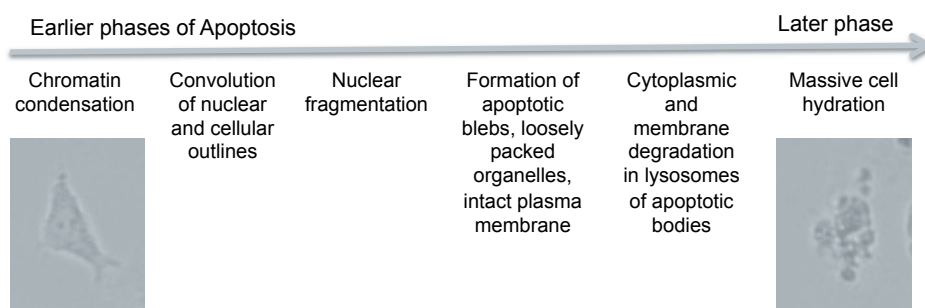 Earlier phases of Apoptosis
Later phase
Chromatin
condensation
Convolution
of nuclear
and cellular
outlines
Nuclear
fragmentation
Formation of
apoptotic
blebs, loosely
packed
organelles,
intact plasma
membrane
Cytoplasmic
and
membrane
degradation
in lysosomes
of apoptotic
bodies
Massive cell
hydration